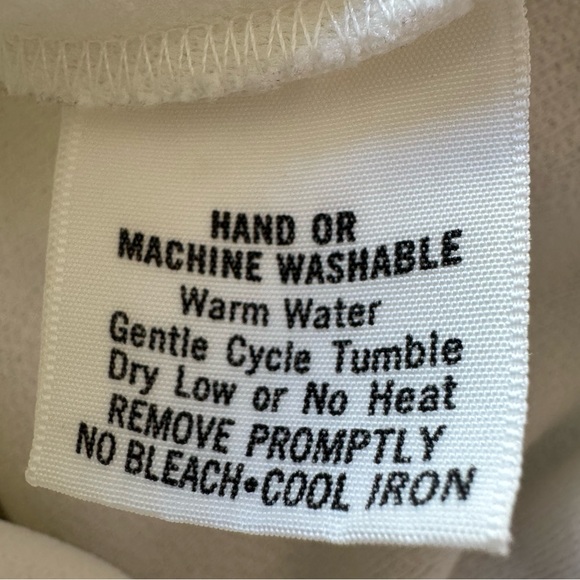 HAND OR
MACHINE WASHABLE
Warm Water
Gentle Cycle Tumble
Dry Low or No Heat
REMOVE PROMPTLY
NO BLEACH•COOL IRON